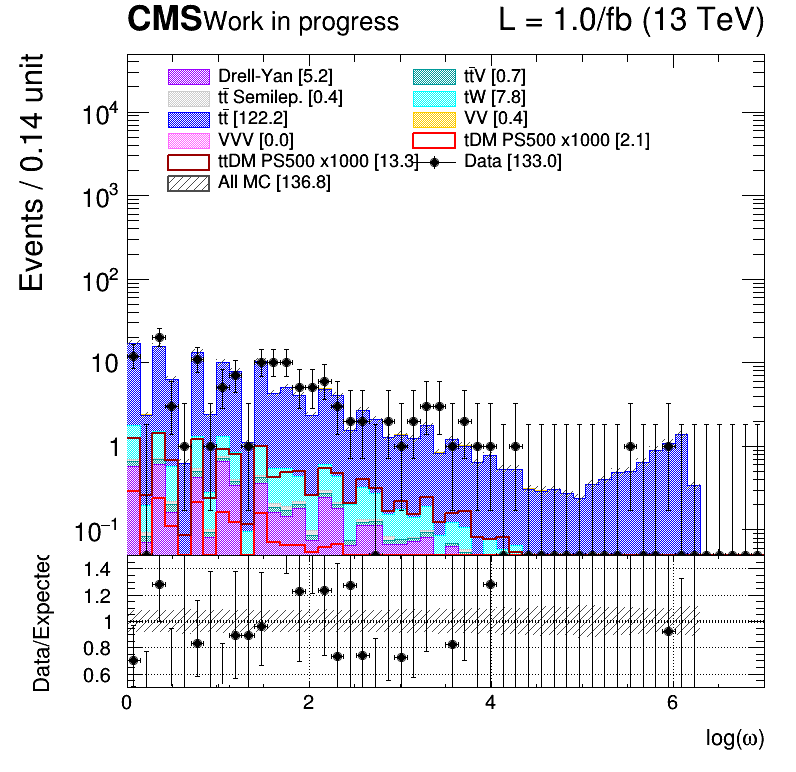 CMS Work in progress L = 1.0/fb (13 TeV)
Drell-Yan [5.2] tt̄V [0.7]
tt̄ Semilep. [0.4] tW [7.8]
tt̄ [122.2] VV [0.4]
VVV [0.0] tDM PS500 x1000 [2.1]
ttDM PS500 x1000 [13.3] Data [133.0]
All MC [136.8]
Events / 0.14 unit
10⁴
10³
10²
10
1
10⁻¹
Data/Expected
1.4
1.2
1
0.8
0.6
0 2 4 6
log(ω)